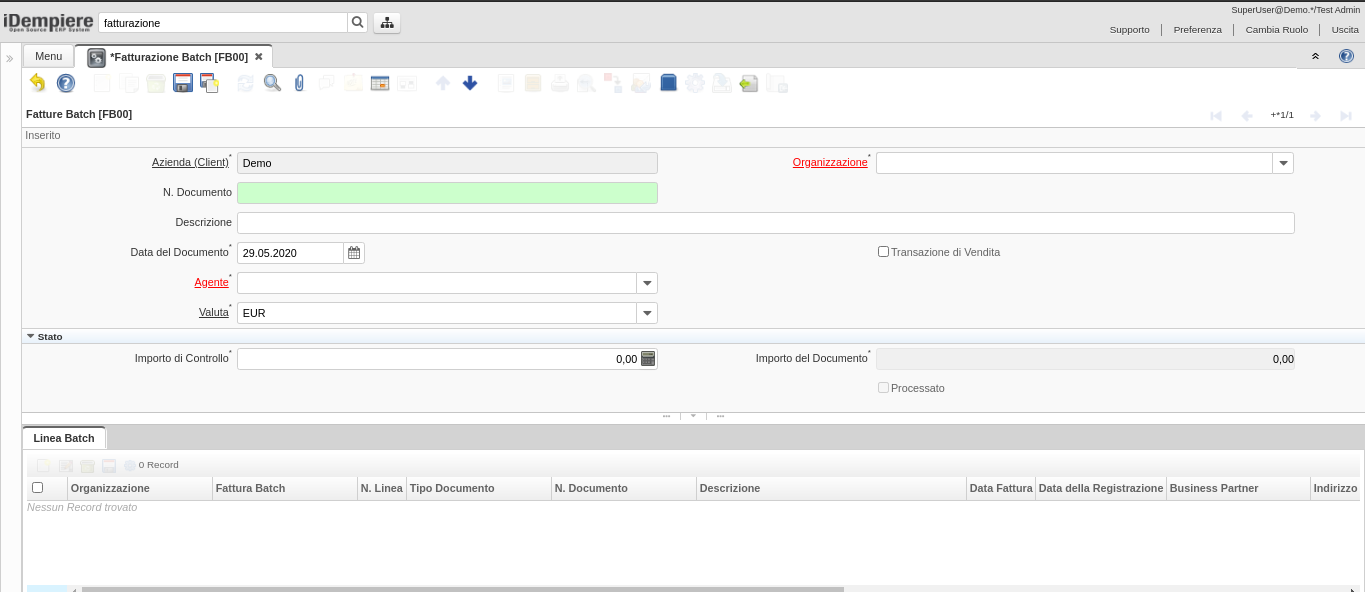 SuperUser@Demo.*/Test Admin
iDempiere
Open Source ERP System
fatturazione
Supporto
Preferenza
Cambia Ruolo
Uscita
Menu
*Fatturazione Batch [FB00]
Fatture Batch [FB00]
+*1/1
Inserito
Azienda (Client)*
Demo
Organizzazione*
N. Documento
Descrizione
Data del Documento*
29.05.2020
Transazione di Vendita
Agente*
Valuta*
EUR
Stato
Importo di Controllo*
0,00
Importo del Documento*
0,00
Processato
Linea Batch
0 Record
Organizzazione Fattura Batch N. Linea Tipo Documento N. Documento Descrizione Data Fattura Data della Registrazione Business Partner Indirizzo
Nessun Record trovato